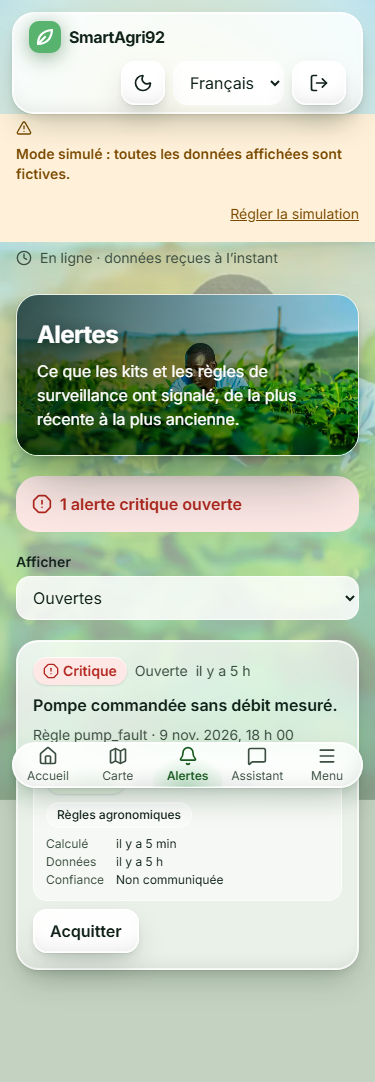 SmartAgri92
Français
Mode simulé : toutes les données affichées sont
fictives.
Régler la simulation
En ligne · données reçues à l’instant
Alertes
Ce que les kits et les règles de
surveillance ont signalé, de la plus
récente à la plus ancienne.
1 alerte critique ouverte
Afficher
Ouvertes
Critique Ouverte il y a 5 h
Pompe commandée sans débit mesuré.
Règle pump_fault · 9 nov. 2026, 18 h 00
Accueil Carte Alertes Assistant Menu
Règles agronomiques
Calculé il y a 5 min
Données il y a 5 h
Confiance Non communiquée
Acquitter